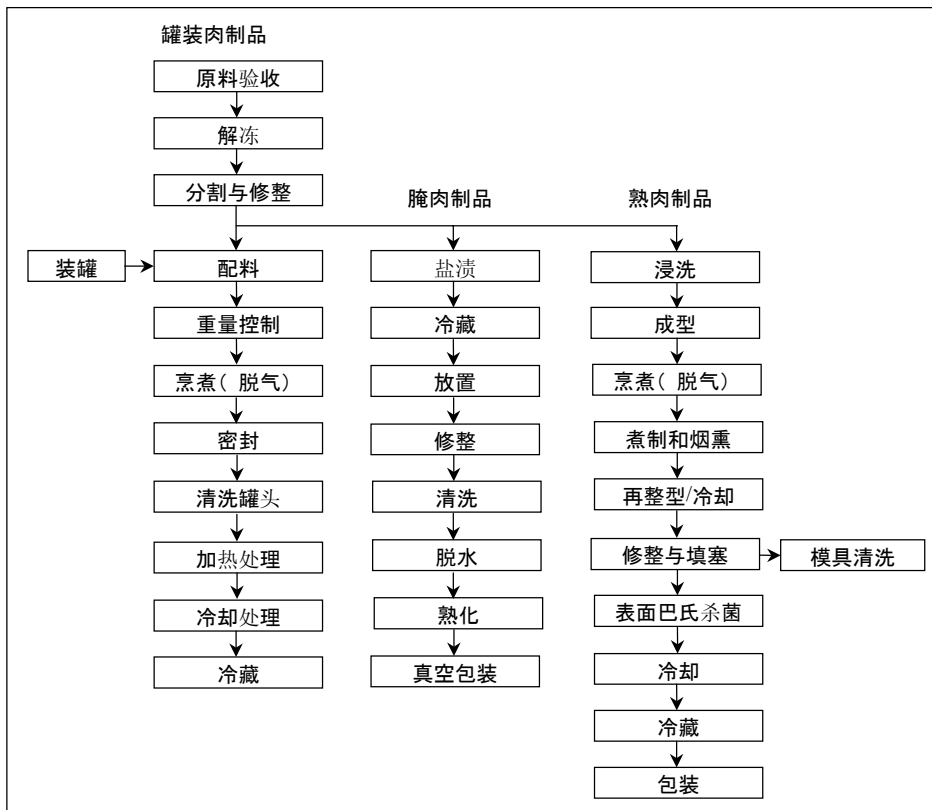 罐装肉制品
原料验收
解冻
分割与修整
腌肉制品
熟肉制品
装罐
配料
盐渍
浸洗
重量控制
冷藏
成型
烹煮( 脱气)
放置
烹煮( 脱气)
密封
修整
煮制和烟熏
清洗罐头
清洗
再整型/冷却
加热处理
脱水
修整与填塞
模具清洗
冷却处理
熟化
表面巴氏杀菌
冷藏
真空包装
冷却
冷藏
包装